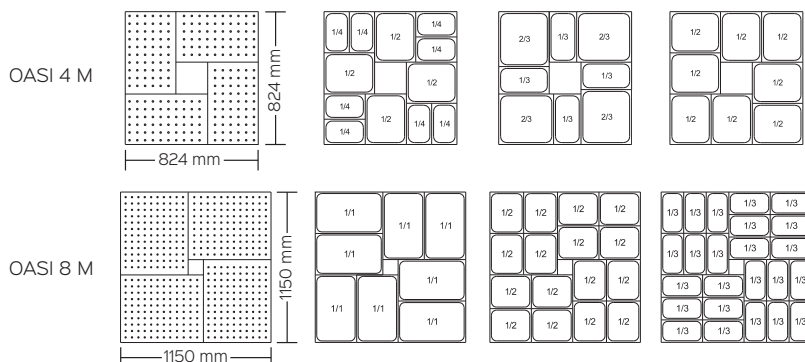 OASI 4 M
824 mm
824 mm
1/4 1/4 1/2 1/4
1/4
1/2 1/2
1/4
1/4 1/2 1/4 1/4
2/3 1/3 2/3
1/3 1/3
2/3 1/3 2/3
1/2 1/2 1/2
1/2 1/2
1/2 1/2 1/2
OASI 8 M
1150 mm
1150 mm
1/1 1/1 1/1
1/1
1/1
1/1 1/1 1/1
1/2 1/2 1/2 1/2
1/2 1/2 1/2 1/2
1/2 1/2 1/2 1/2
1/2 1/2 1/2 1/2
1/3 1/3 1/3 1/3 1/3
1/3 1/3
1/3 1/3 1/3 1/3 1/3
1/3 1/3 1/3 1/3 1/3
1/3 1/3
1/3 1/3 1/3 1/3 1/3